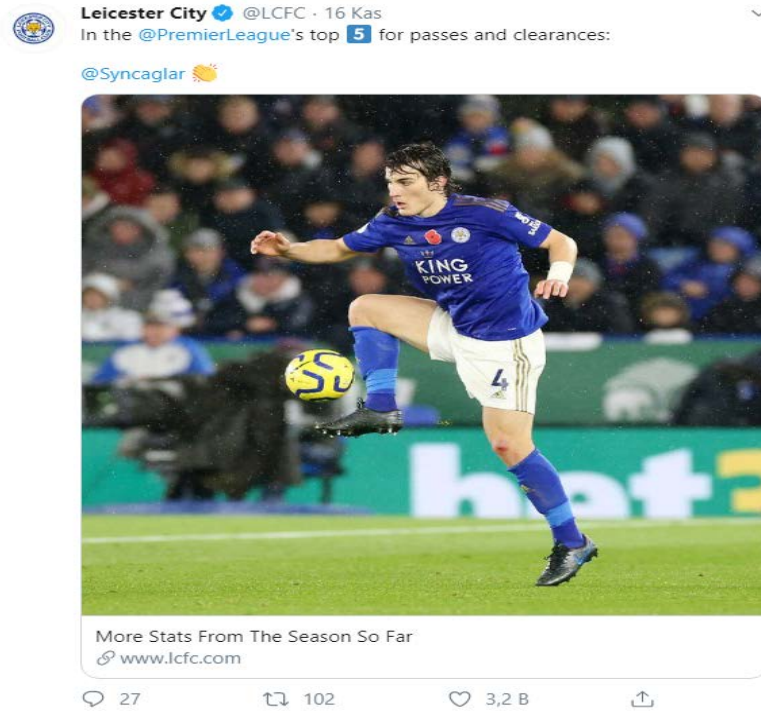 Leicester City @LCFC · 16 Kas
In the @PremierLeague's top 5 for passes and clearances:
@Syncaglar 👏
KING
POWER
4
bet3
More Stats From The Season So Far
www.lcfc.com
27 102 3,2 B